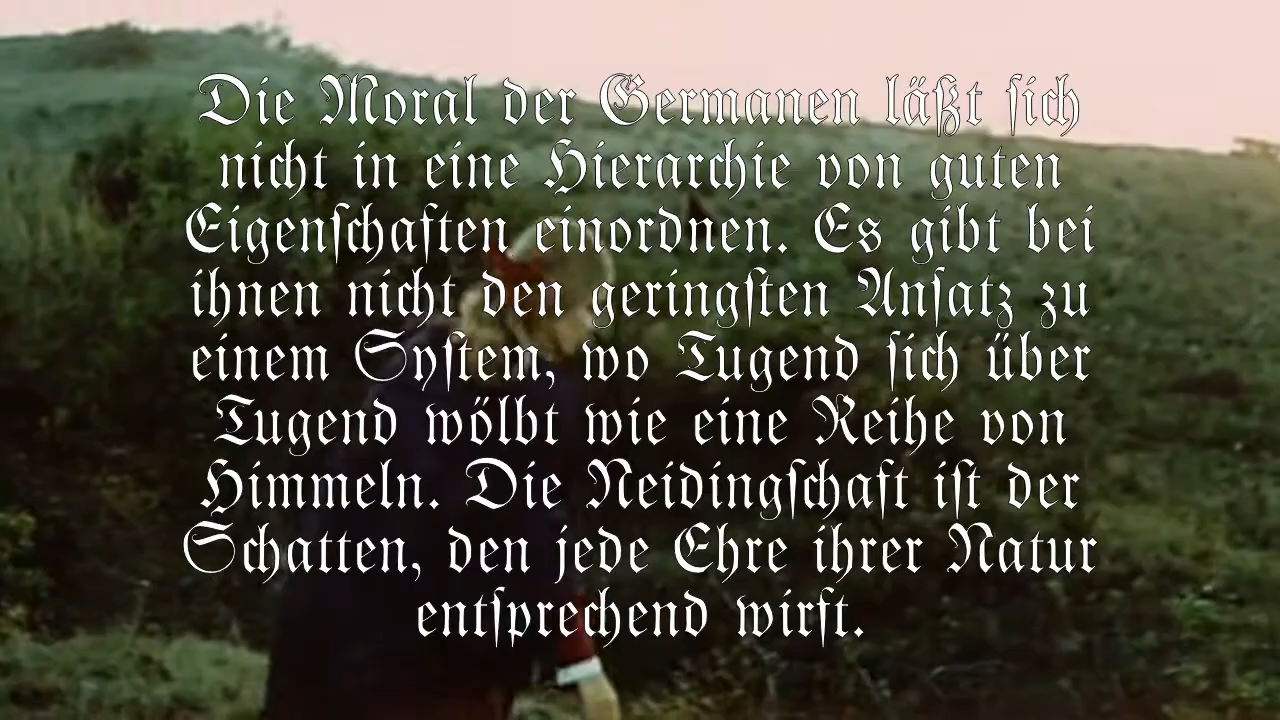 Die Moral der Germanen läßt ſich
nicht in eine Hierarchie von guten
Eigenſchaften einordnen. Es gibt bei
ihnen nicht den geringſten Anſatz zu
einem Syſtem, wo Tugend ſich über
Tugend wölbt wie eine Reihe von
Himmeln. Die Neidingſchaft iſt der
Schatten, den jede Ehre ihrer Natur
entſprechend wirft.